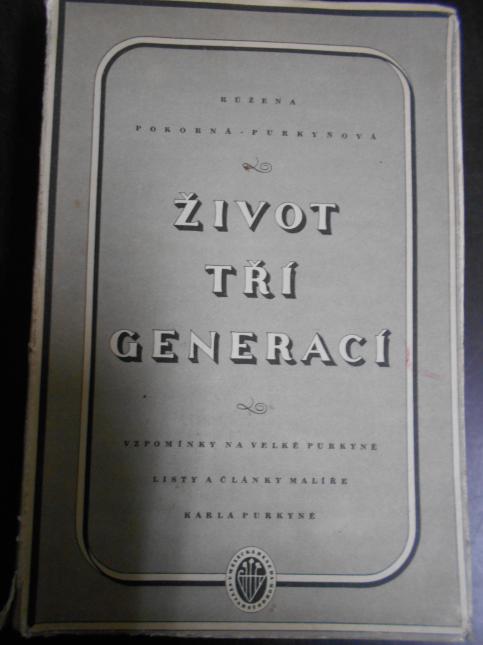 RŮŽENA
POKORNÁ-PURKYŇOVÁ
ŽIVOT
TŘÍ
GENERACÍ
VZPOMÍNKY NA VELKÉ PURKYNĚ
LISTY A ČLÁNKY MALÍŘE
KARLA PURKYNĚ